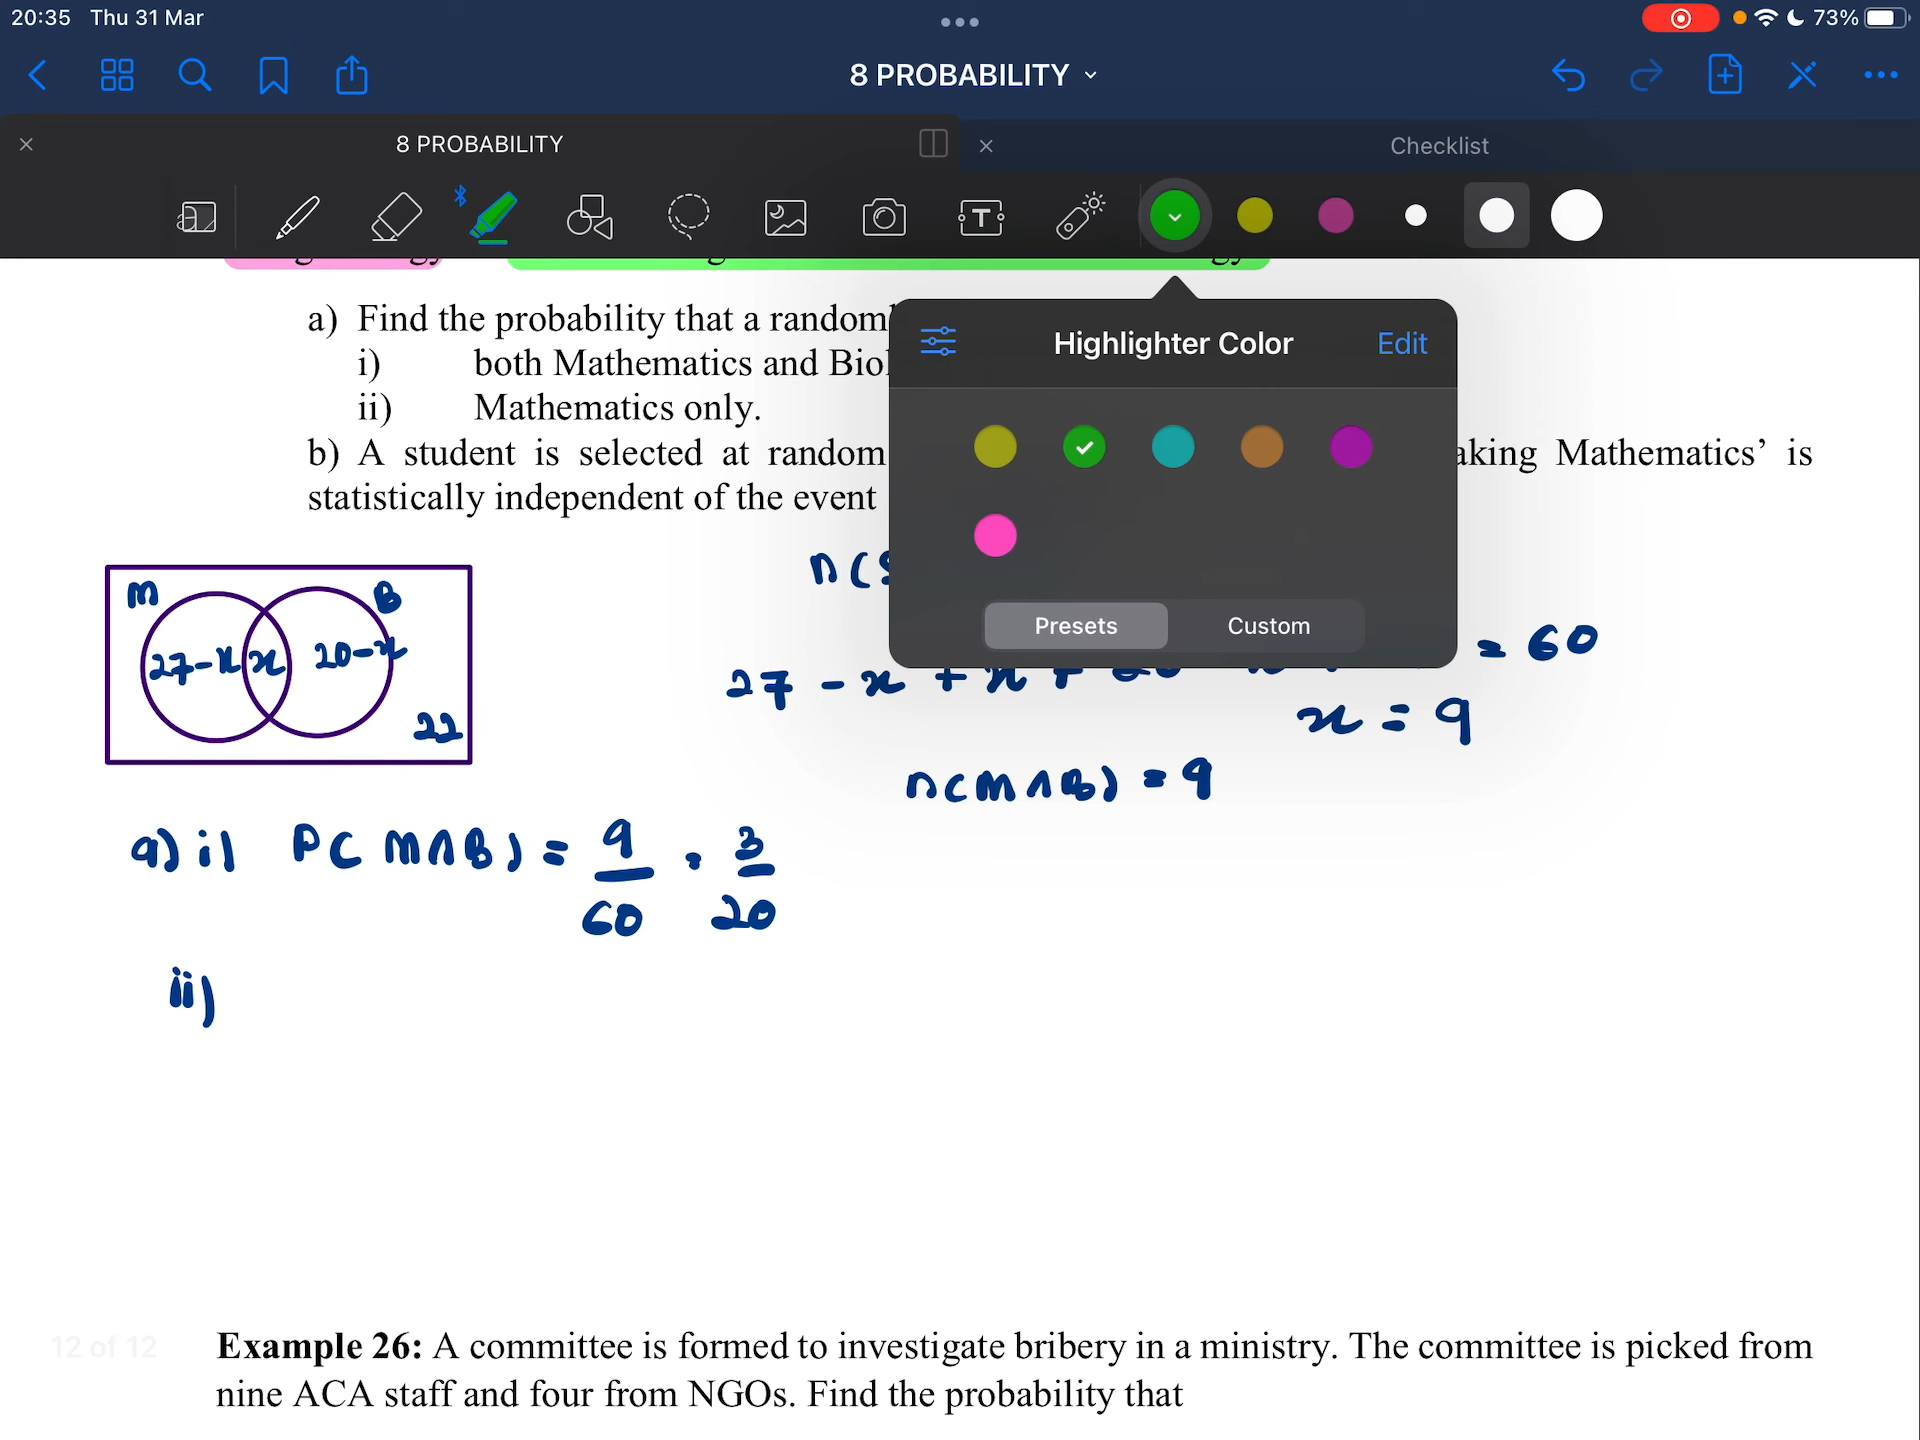 20:35 Thu 31 Mar
73%
8 PROBABILITY
8 PROBABILITY
Checklist
a) Find the probability that a random
Highlighter Color
Edit
i) both Mathematics and Biol
ii) Mathematics only.
b) A student is selected at random
aking Mathematics’ is
statistically independent of the event
Presets
Custom
n(S
M
B
27-x
x
20-x
22
27 - x + x + 20
= 60
x = 9
n(M∩B) = 9
a) i) P(M∩B) = 9/60 = 3/20
ii)
12 of 12
Example 26: A committee is formed to investigate bribery in a ministry. The committee is picked from
nine ACA staff and four from NGOs. Find the probability that